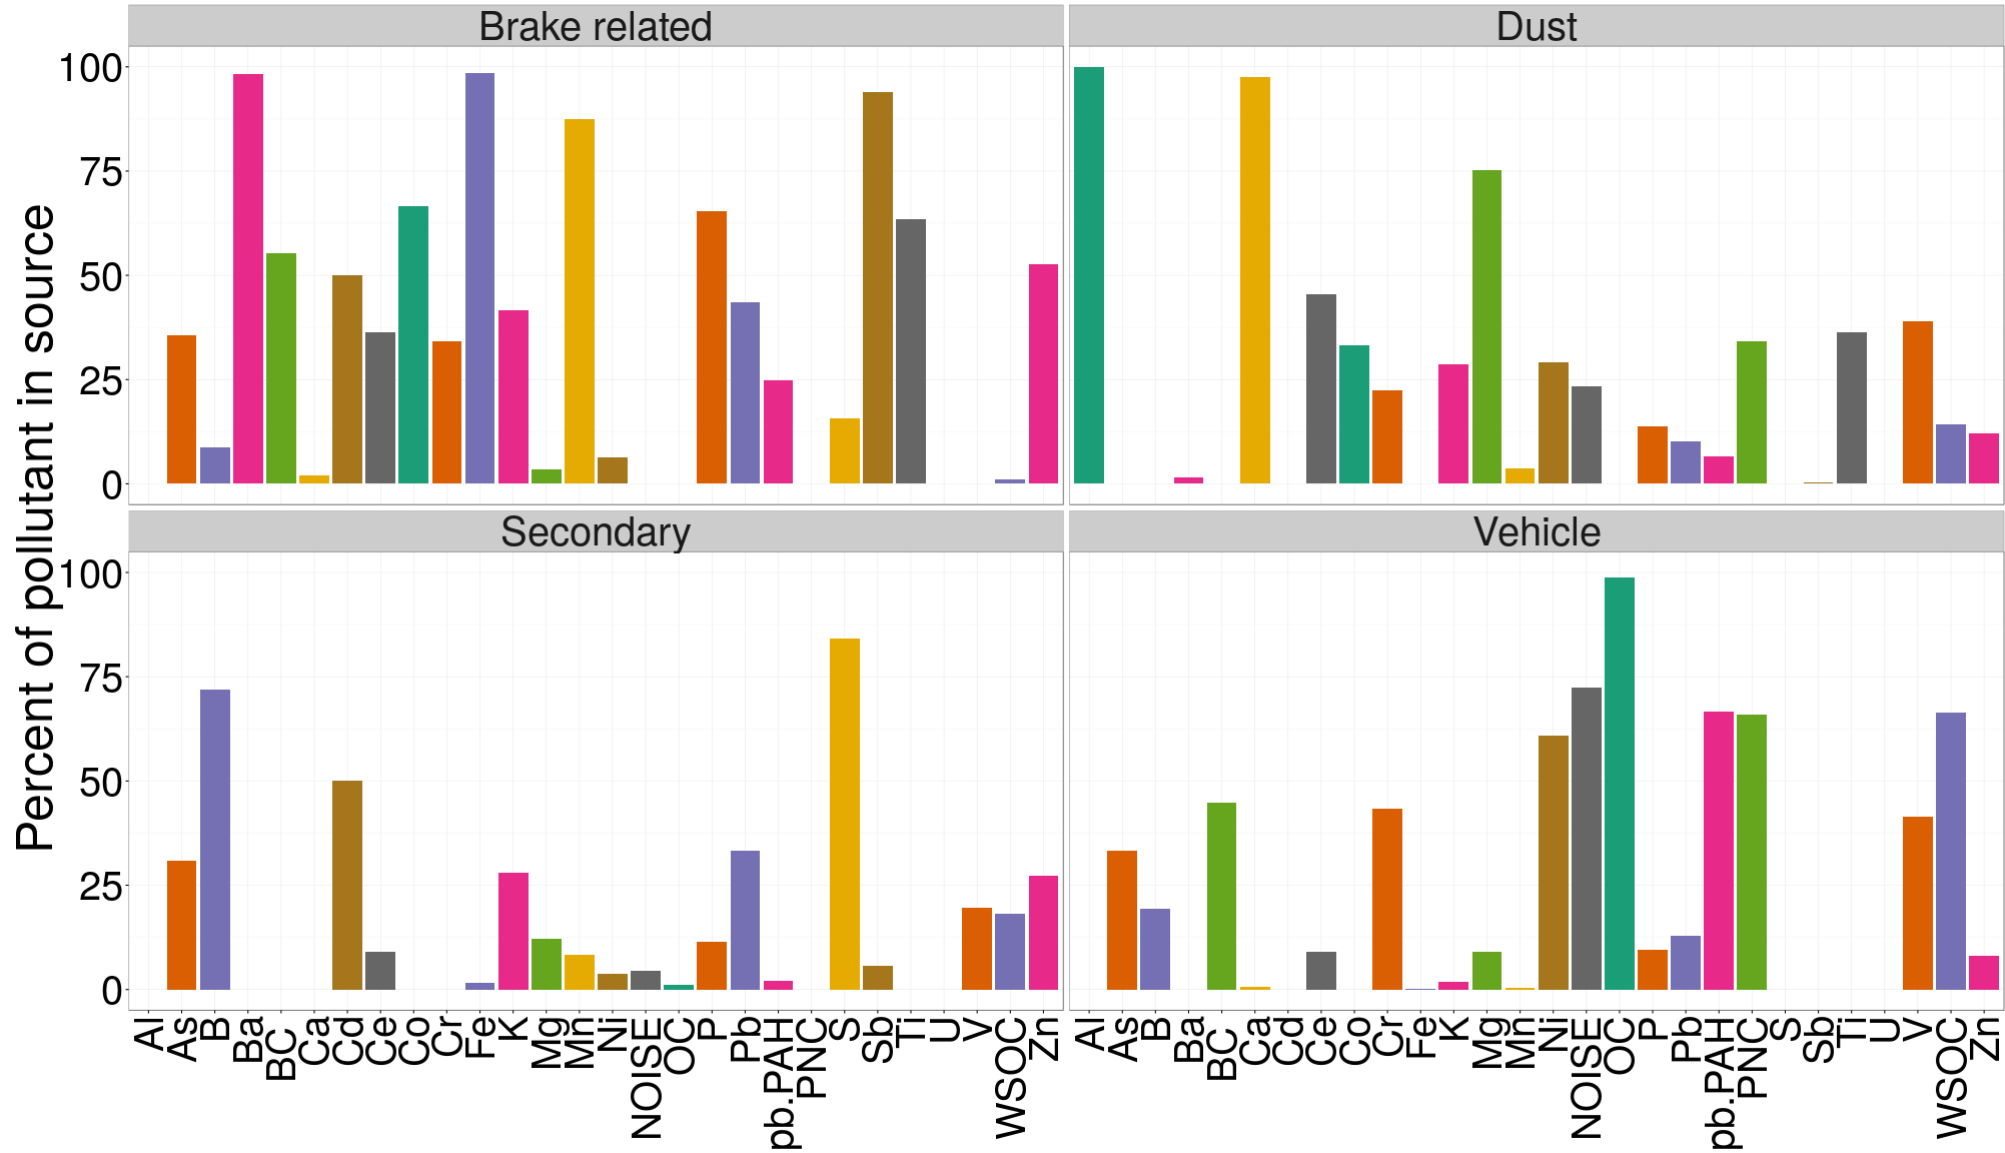 Percent of pollutant in source
Brake related
Dust
100
75
50
25
0
Secondary
Vehicle
100
75
50
25
0
Al As B Ba BC Ca Cd Ce Co Cr Fe K Mg Mn Ni NOISE OC P Pb pb.PAH PNC S Sb Ti U V WSOC Zn
Al As B Ba BC Ca Cd Ce Co Cr Fe K Mg Mn Ni NOISE OC P Pb pb.PAH PNC S Sb Ti U V WSOC Zn